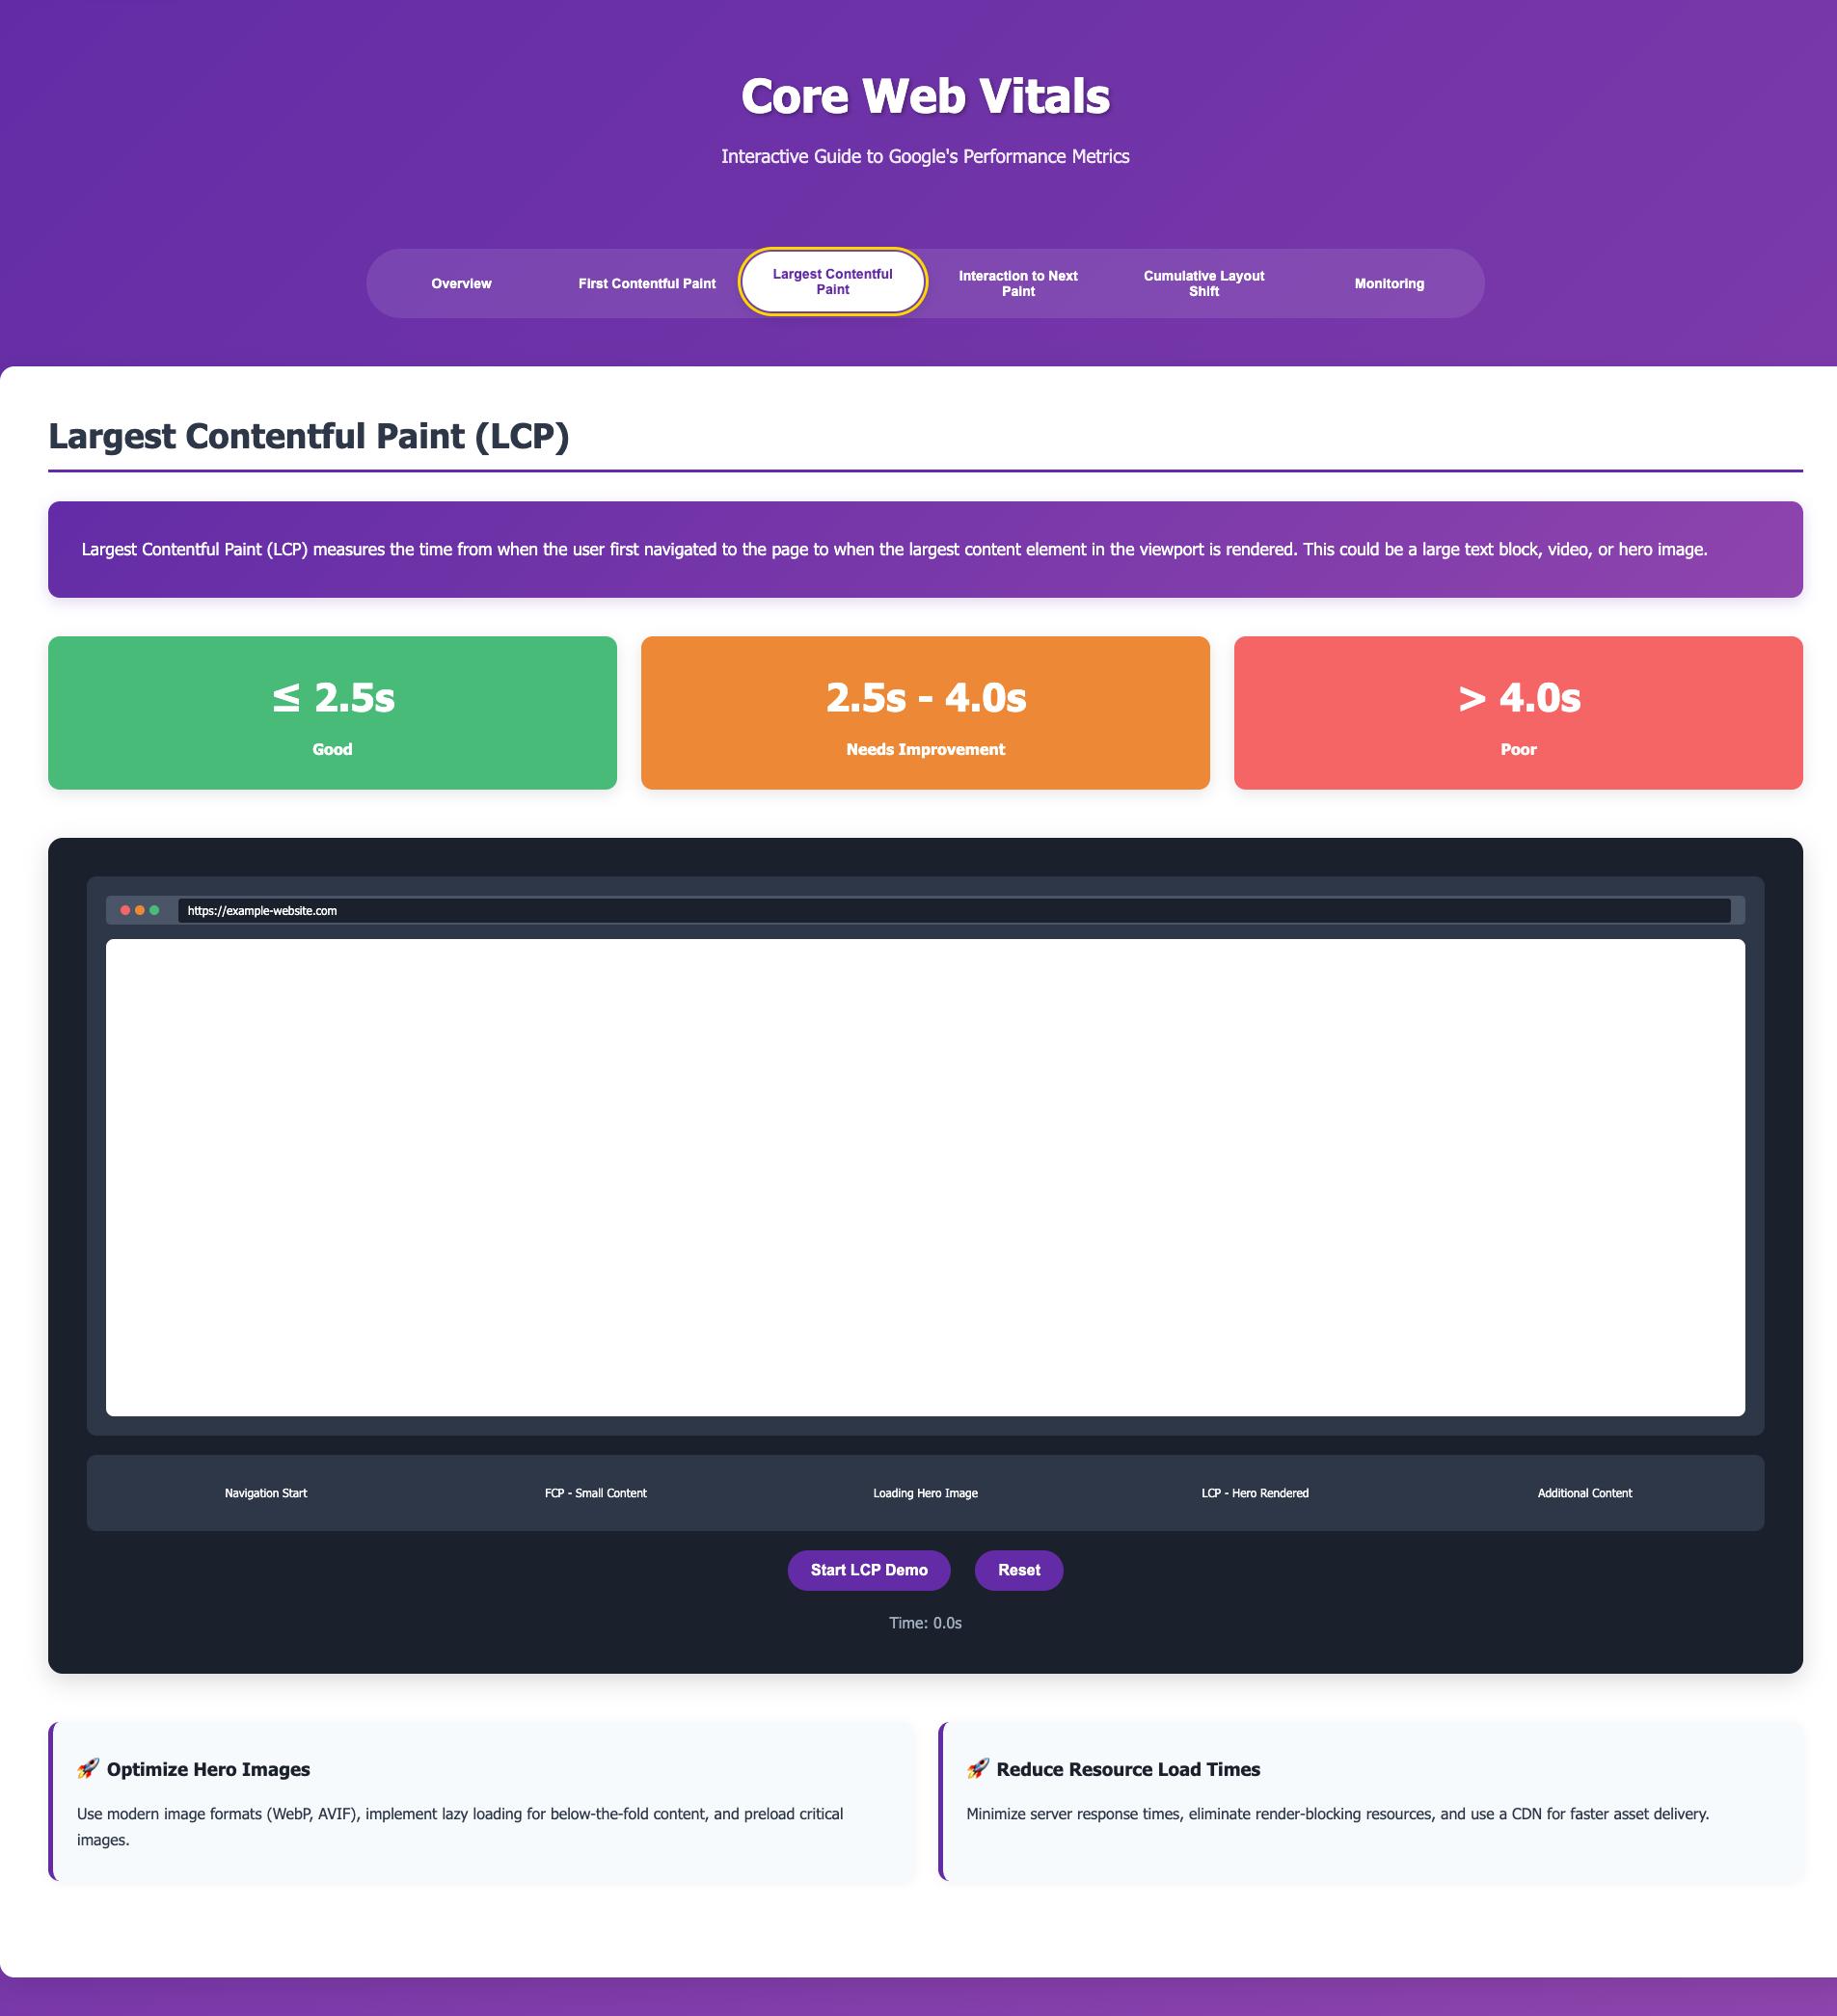 Core Web Vitals
Interactive Guide to Google's Performance Metrics
Overview
First Contentful Paint
Largest Contentful
Paint
Interaction to Next
Paint
Cumulative Layout
Shift
Monitoring
Largest Contentful Paint (LCP)
Largest Contentful Paint (LCP) measures the time from when the user first navigated to the page to when the largest content element in the viewport is rendered. This could be a large text block, video, or hero image.
≤ 2.5s
Good
2.5s - 4.0s
Needs Improvement
> 4.0s
Poor
https://example-website.com
Navigation Start
FCP - Small Content
Loading Hero Image
LCP - Hero Rendered
Additional Content
Start LCP Demo
Reset
Time: 0.0s
🚀 Optimize Hero Images
Use modern image formats (WebP, AVIF), implement lazy loading for below-the-fold content, and preload critical
images.
🚀 Reduce Resource Load Times
Minimize server response times, eliminate render-blocking resources, and use a CDN for faster asset delivery.